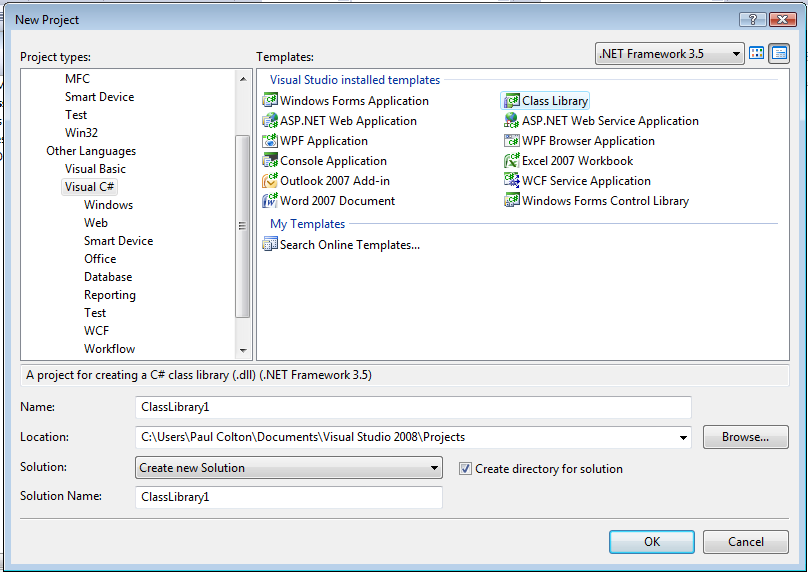 New Project
Project types:
Templates:
.NET Framework 3.5
MFC
Smart Device
Test
Win32
Other Languages
Visual Basic
Visual C#
Windows
Web
Smart Device
Office
Database
Reporting
Test
WCF
Workflow
Visual Studio installed templates
Windows Forms Application
Class Library
ASP.NET Web Application
ASP.NET Web Service Application
WPF Application
WPF Browser Application
Console Application
Excel 2007 Workbook
Outlook 2007 Add-in
WCF Service Application
Word 2007 Document
Windows Forms Control Library
My Templates
Search Online Templates...
A project for creating a C# class library (.dll) (.NET Framework 3.5)
Name:
ClassLibrary1
Location:
C:\Users\Paul Colton\Documents\Visual Studio 2008\Projects
Browse...
Solution:
Create new Solution
Create directory for solution
Solution Name:
ClassLibrary1
OK
Cancel